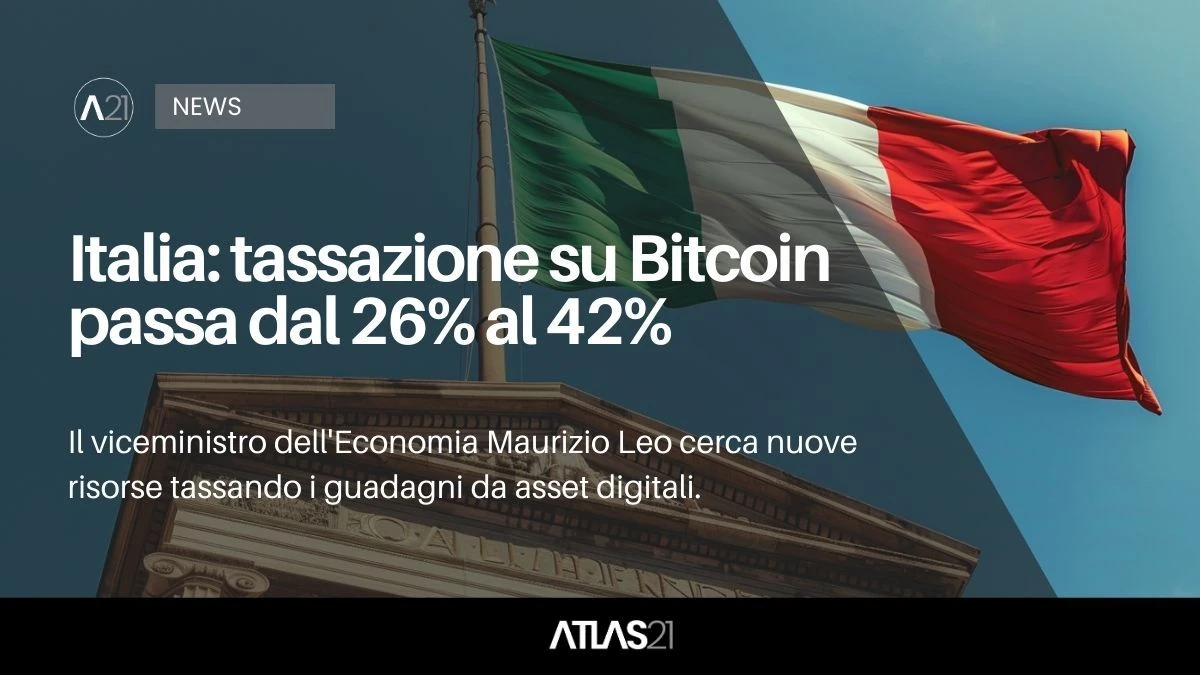 A21
NEWS
Italia: tassazione su Bitcoin
passa dal 26% al 42%
Il viceministro dell'Economia Maurizio Leo cerca nuove
risorse tassando i guadagni da asset digitali.
ATLAS21